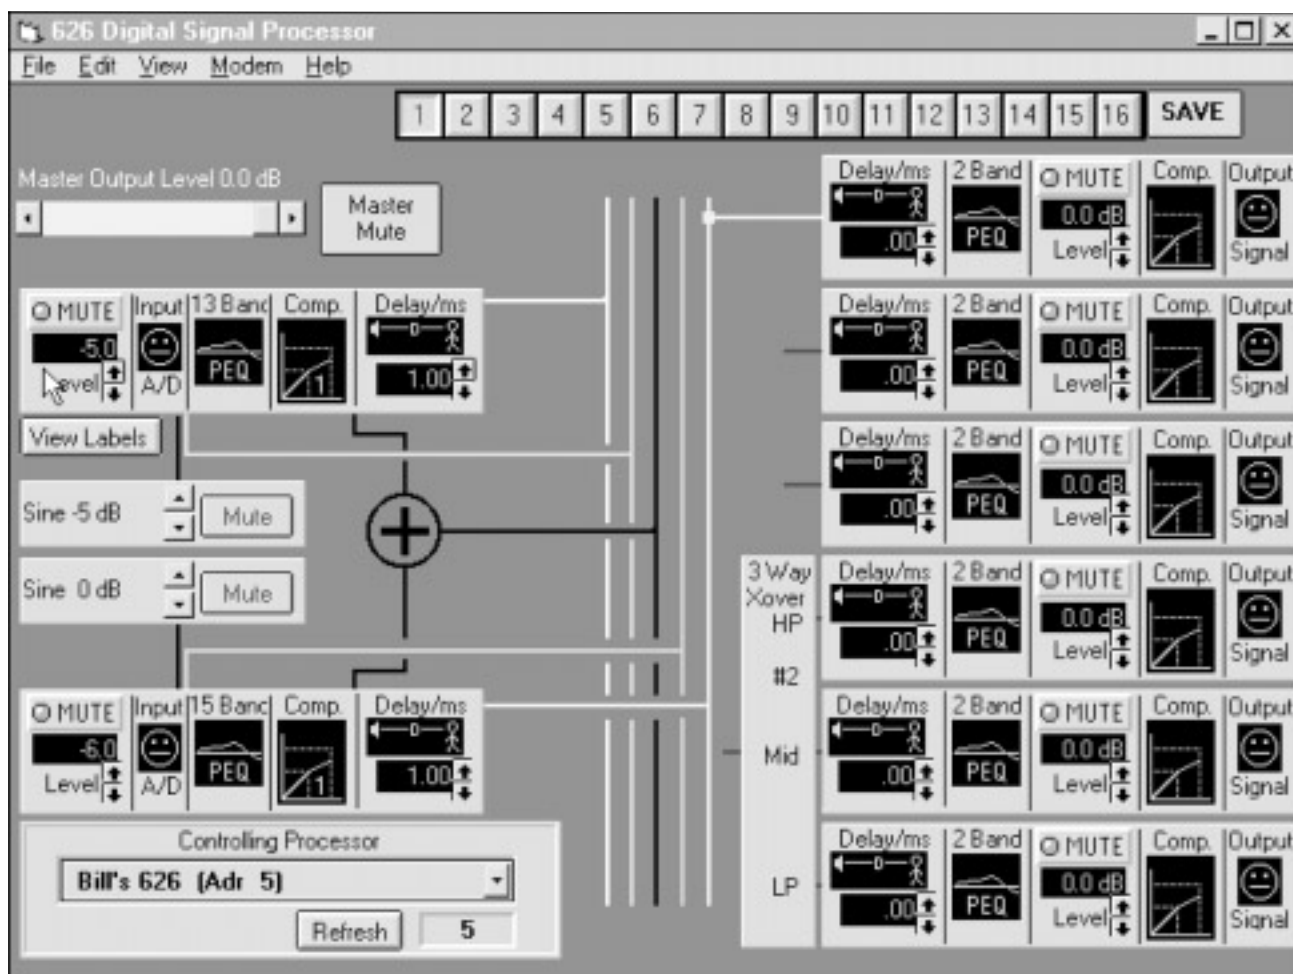 626 Digital Signal Processor
File Edit View Modem Help
1 2 3 4 5 6 7 8 9 10 11 12 13 14 15 16 SAVE
Master Output Level 0.0 dB
Master Mute
MUTE Input 13 Band Comp. Delay/ms
-5.0 D
PEQ 1 1.00
Level A/D
View Labels
Sine -5 dB Mute
Sine 0 dB Mute
MUTE Input 15 Band Comp. Delay/ms
-6.0 D
PEQ 1 1.00
Level A/D
Controlling Processor
Bill's 626 (Adr 5)
Refresh 5
Delay/ms 2 Band MUTE Comp. Output
D 0.0 dB
.00 PEQ Level Signal
Delay/ms 2 Band MUTE Comp. Output
D 0.0 dB
.00 PEQ Level Signal
Delay/ms 2 Band MUTE Comp. Output
D 0.0 dB
.00 PEQ Level Signal
3 Way
Xover
HP
#2
Mid
LP
Delay/ms 2 Band MUTE Comp. Output
D 0.0 dB
.00 PEQ Level Signal
Delay/ms 2 Band MUTE Comp. Output
D 0.0 dB
.00 PEQ Level Signal
Delay/ms 2 Band MUTE Comp. Output
D 0.0 dB
.00 PEQ Level Signal